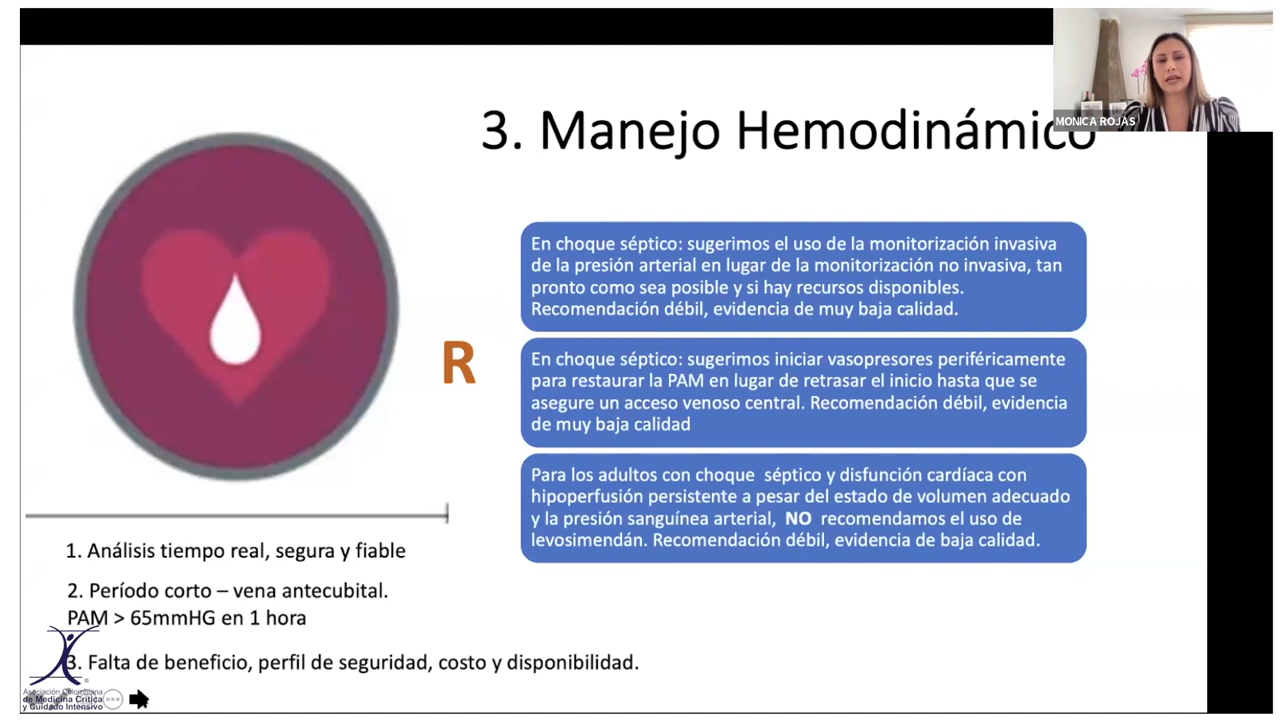 MONICA ROJAS
3. Manejo Hemodinámico
En choque séptico: sugerimos el uso de la monitorización invasiva
de la presión arterial en lugar de la monitorización no invasiva, tan
pronto como sea posible y si hay recursos disponibles.
Recomendación débil, evidencia de muy baja calidad.
R
En choque séptico: sugerimos iniciar vasopresores periféricamente
para restaurar la PAM en lugar de retrasar el inicio hasta que se
asegure un acceso venoso central. Recomendación débil, evidencia
de muy baja calidad
Para los adultos con choque séptico y disfunción cardíaca con
hipoperfusión persistente a pesar del estado de volumen adecuado
y la presión sanguínea arterial, NO recomendamos el uso de
levosimendán. Recomendación débil, evidencia de baja calidad.
1. Análisis tiempo real, segura y fiable
2. Período corto – vena antecubital.
PAM > 65mmHG en 1 hora
3. Falta de beneficio, perfil de seguridad, costo y disponibilidad.
Asociación Colombiana
de Medicina Crítica
y Cuidado Intensivo